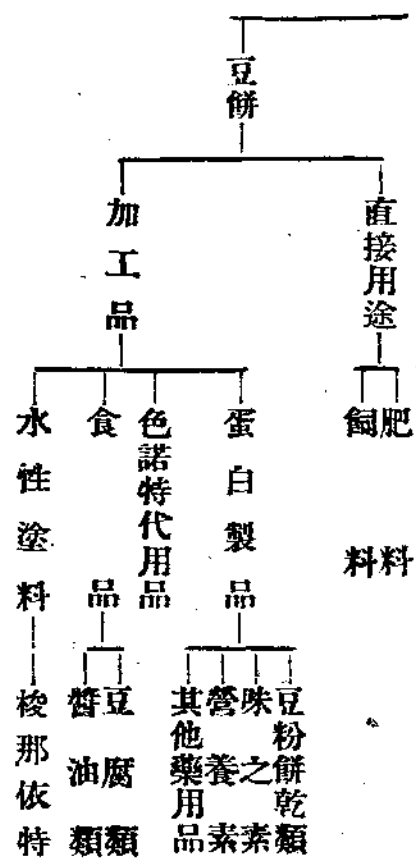 豆餅
直接用途
肥料
飼料
加工品
蛋白製品
豆粉餅乾類
味之素
營養素
其他藥用品
色諾特代用品
食品
豆腐類
醬油類
水性塗料
梭那依特